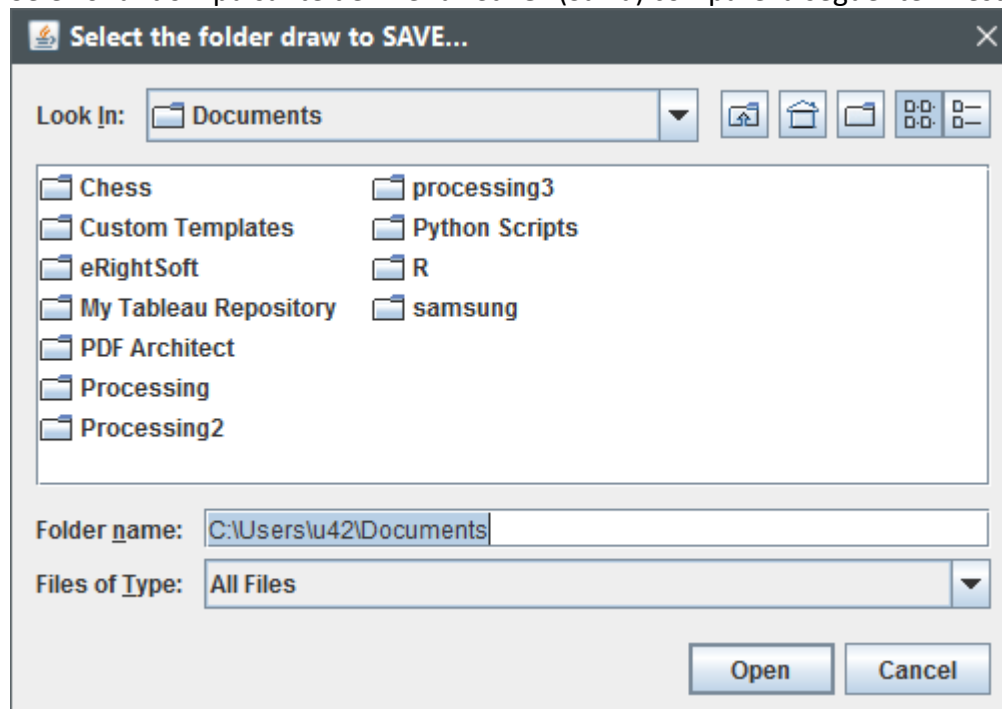 Select the folder draw to SAVE...
Look In: Documents
Chess
Custom Templates
eRightSoft
My Tableau Repository
PDF Architect
Processing
Processing2
processing3
Python Scripts
R
samsung
Folder name: C:\Users\u42\Documents
Files of Type: All Files
Open Cancel